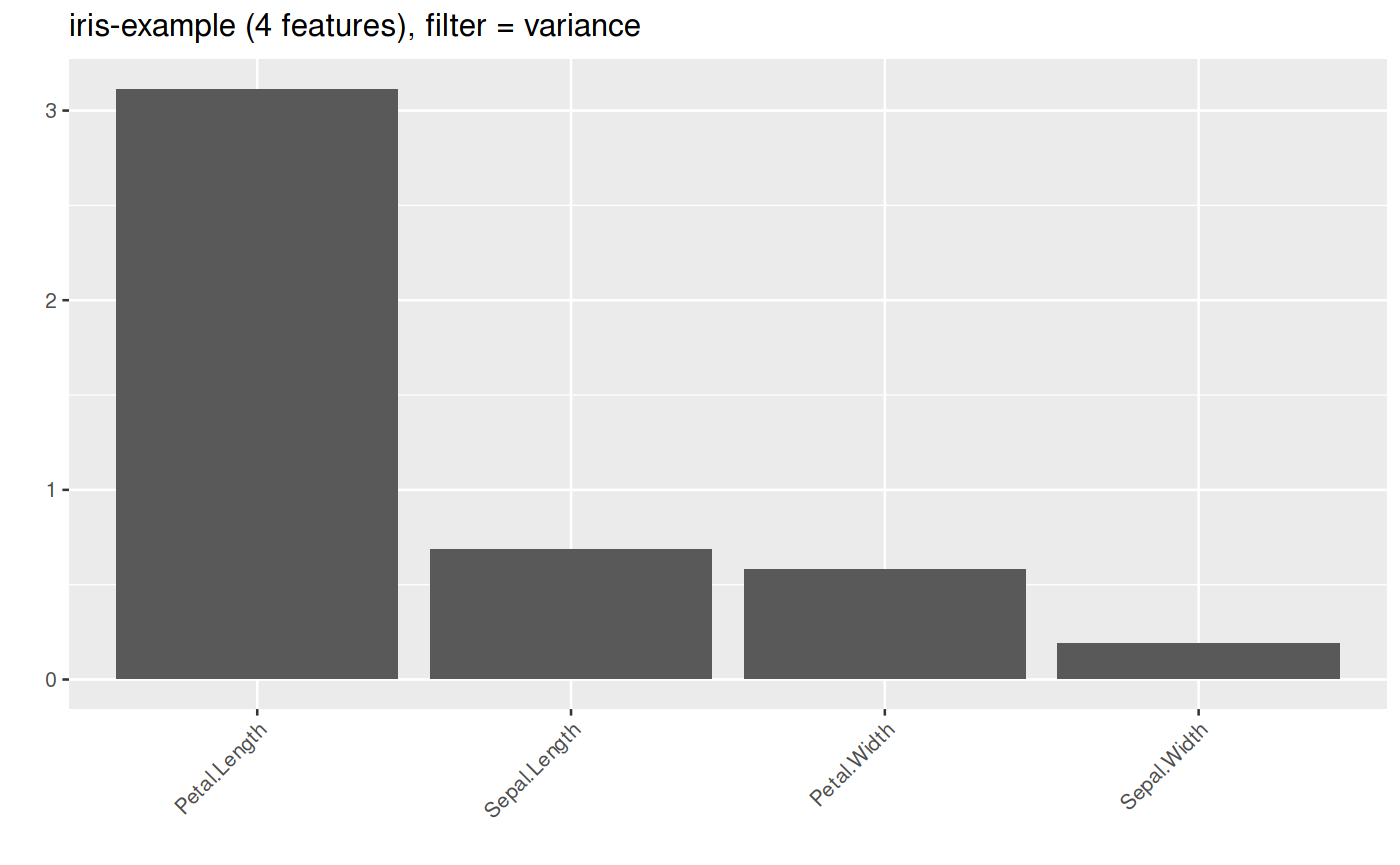 iris-example (4 features), filter = variance
3
2
1
0
Petal.Length
Sepal.Length
Petal.Width
Sepal.Width